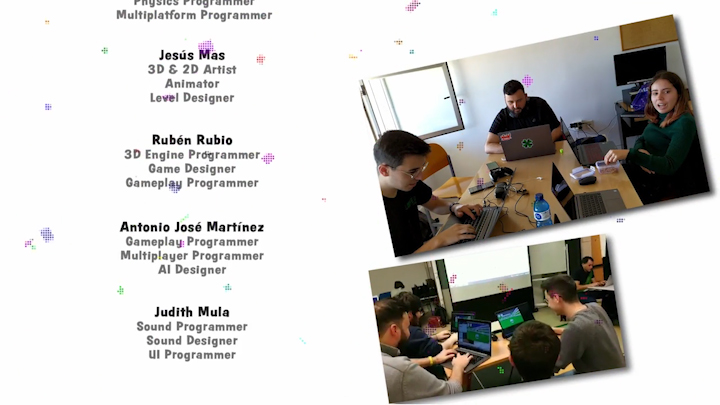 Physics Programmer
Multiplatform Programmer
Jesús Mas
3D & 2D Artist
Animator
Level Designer
Rubén Rubio
3D Engine Programmer
Game Designer
Gameplay Programmer
Antonio José Martínez
Gameplay Programmer
Multiplayer Programmer
AI Designer
Judith Mula
Sound Programmer
Sound Designer
UI Programmer